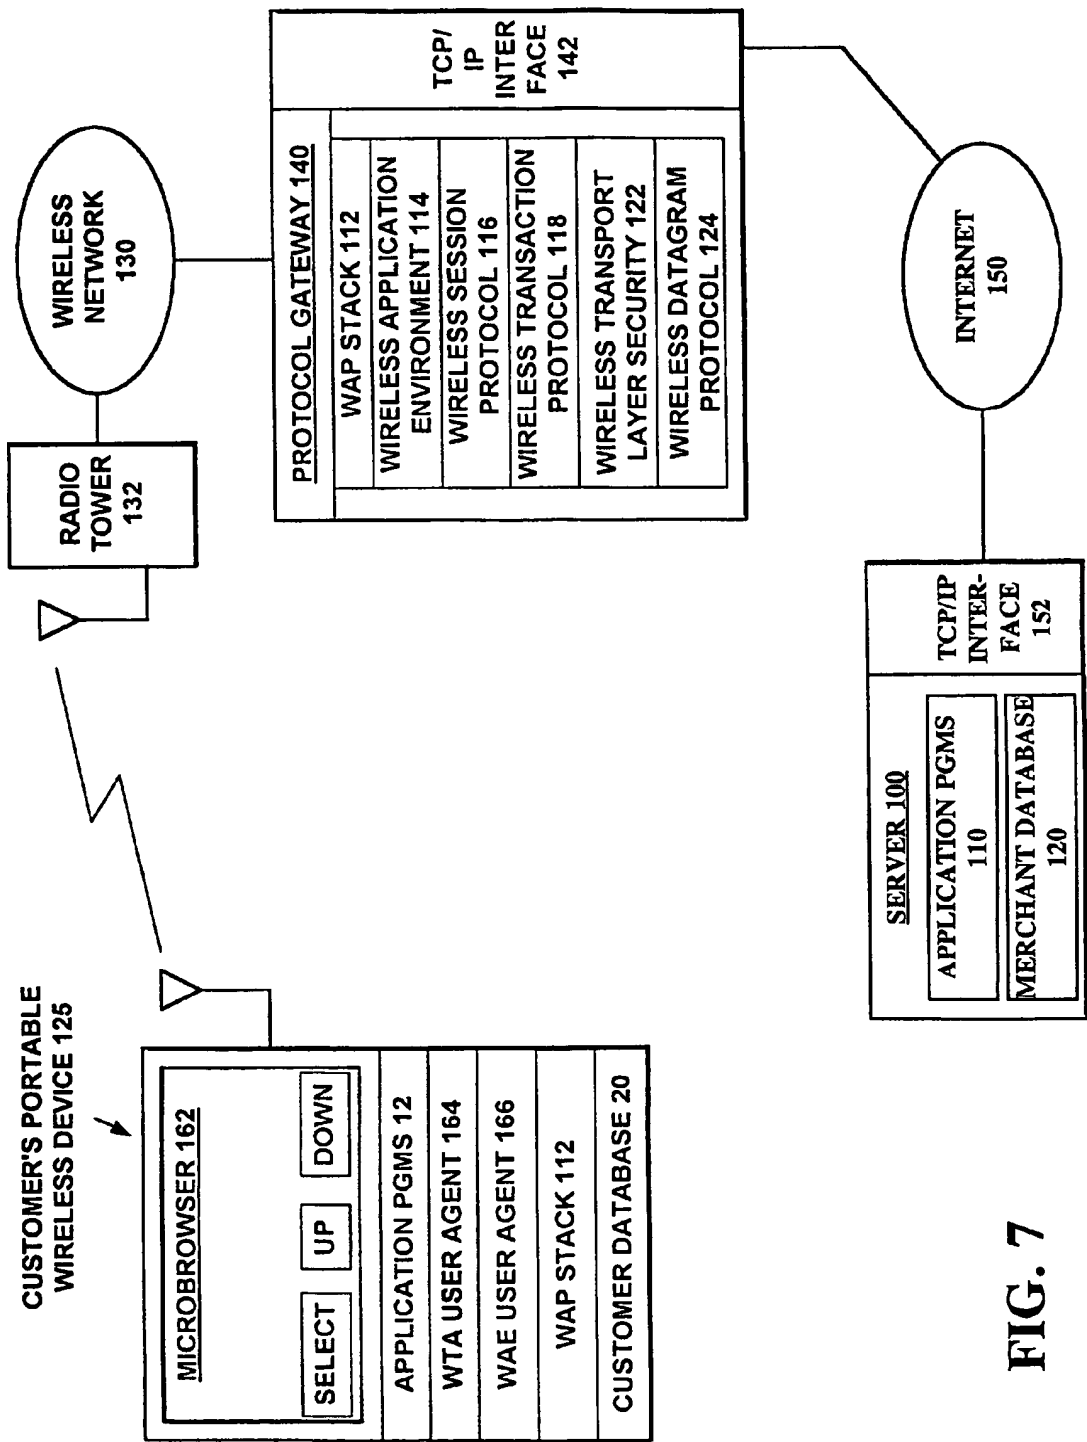 CUSTOMER'S PORTABLE
WIRELESS DEVICE 125
MICROBROWSER 162
SELECT
UP
DOWN
APPLICATION PGMS 12
WTA USER AGENT 164
WAE USER AGENT 166
WAP STACK 112
CUSTOMER DATABASE 20
RADIO
TOWER
132
WIRELESS
NETWORK
130
PROTOCOL GATEWAY 140
WAP STACK 112
WIRELESS APPLICATION
ENVIRONMENT 114
WIRELESS SESSION
PROTOCOL 116
WIRELESS TRANSACTION
PROTOCOL 118
WIRELESS TRANSPORT
LAYER SECURITY 122
WIRELESS DATAGRAM
PROTOCOL 124
TCP/
IP
INTER
FACE
142
SERVER 100
APPLICATION PGMS
110
MERCHANT DATABASE
120
TCP/IP
INTER-
FACE
152
INTERNET
150
FIG. 7